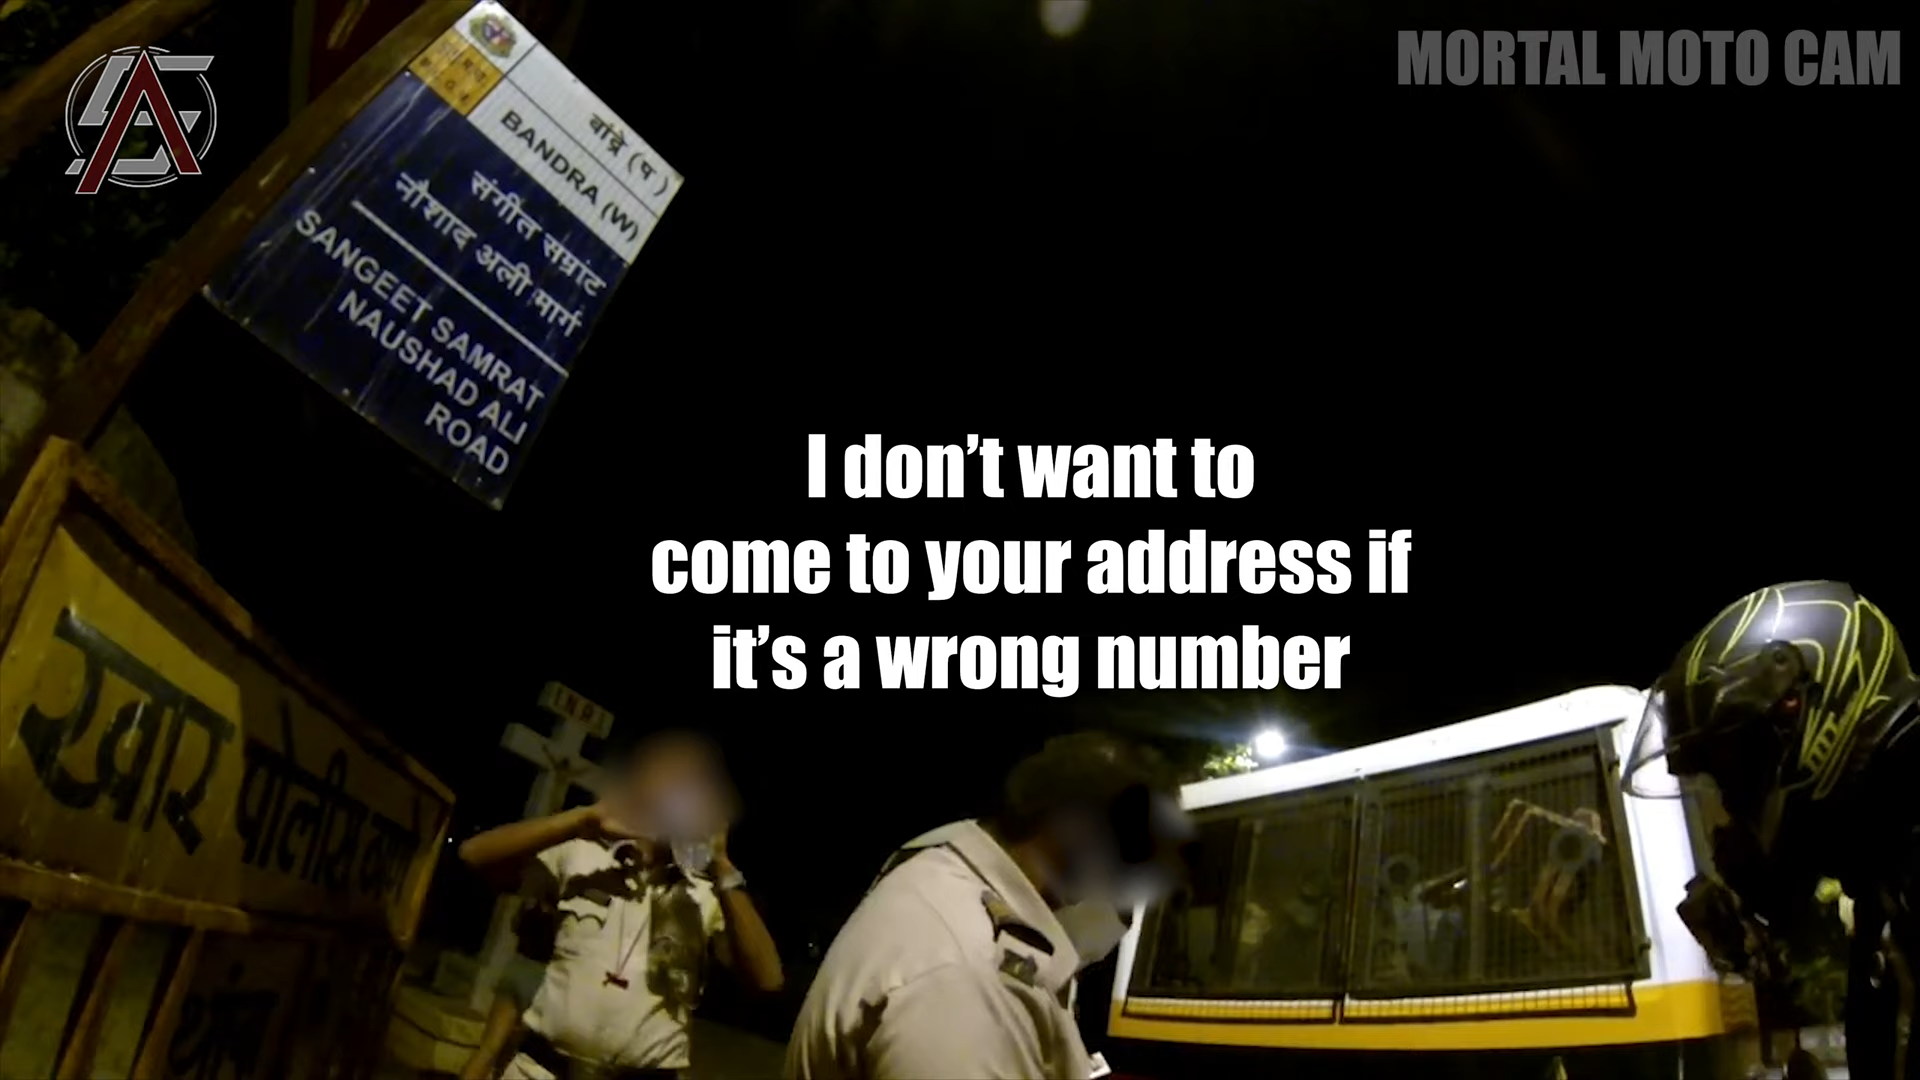 MORTAL MOTO CAM
वांद्रे (प)
BANDRA (W)
संगीत सम्राट
नौशाद अली मार्ग
SANGEET SAMRAT
NAUSHAD ALI
ROAD
I don’t want to
come to your address if
it’s a wrong number
INRI
खार पोलीस ठाणे